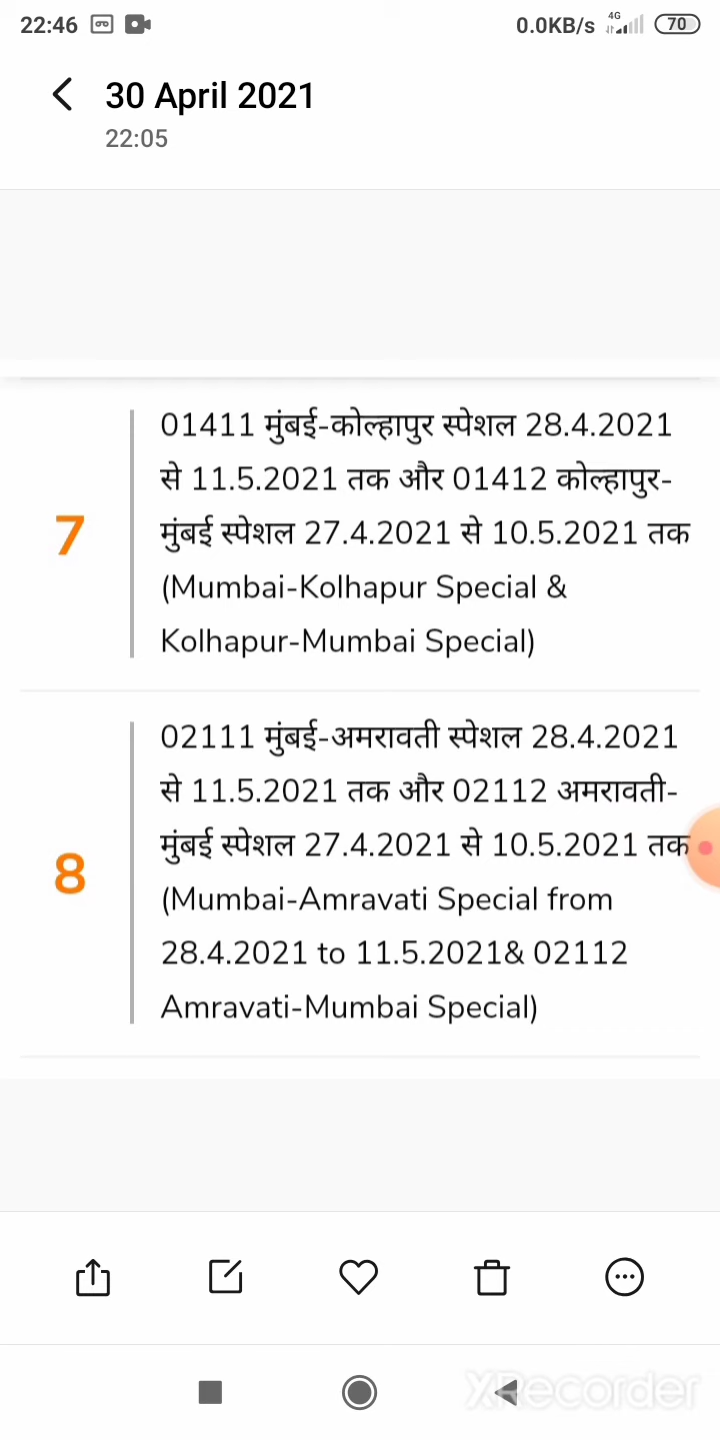 22:46
0.0KB/s 4G 70
30 April 2021
22:05
7
01411 मुंबई-कोल्हापुर स्पेशल 28.4.2021
से 11.5.2021 तक और 01412 कोल्हापुर-
मुंबई स्पेशल 27.4.2021 से 10.5.2021 तक
(Mumbai-Kolhapur Special &
Kolhapur-Mumbai Special)
8
02111 मुंबई-अमरावती स्पेशल 28.4.2021
से 11.5.2021 तक और 02112 अमरावती-
मुंबई स्पेशल 27.4.2021 से 10.5.2021 तक
(Mumbai-Amravati Special from
28.4.2021 to 11.5.2021& 02112
Amravati-Mumbai Special)
XRecorder